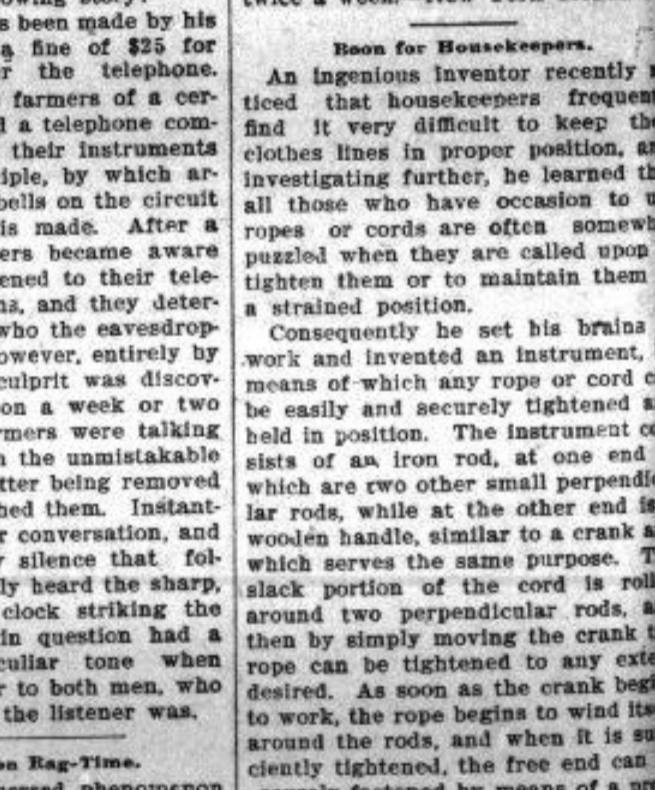 been made by his
a fine of $25 for
the telephone.
farmers of a cer-
a telephone com-
their instruments
iple, by which ar-
bells on the circuit
is made. After a
ers became aware
ened to their tele-
and they deter-
who the eavesdrop-
owever, entirely by
culprit was discov-
on a week or two
rmers were talking
the unmistakable
tter being removed
hed them. Instant-
conversation, and
silence that fol-
ly heard the sharp,
clock striking the
in question had a
culiar tone when
to both men, who
the listener was.
on Rag-Time.
phenomenon
twice a week.
Boon for Housekeepers.
An ingenious inventor recently
ticed that housekeepers frequent
find it very difficult to keep the
clothes lines in proper position, an
investigating further, he learned th
all those who have occasion to u
ropes or cords are often somewh
puzzled when they are called upon
tighten them or to maintain them
a strained position.
Consequently he set his brains
work and invented an instrument,
means of which any rope or cord c
be easily and securely tightened a
held in position. The instrument co
sists of an iron rod, at one end
which are two other small perpendic
lar rods, while at the other end is
wooden handle, similar to a crank a
which serves the same purpose. T
slack portion of the cord is roll
around two perpendicular rods, a
then by simply moving the crank t
rope can be tightened to any exte
desired. As soon as the crank begi
to work, the rope begins to wind its
around the rods, and when it is su
ciently tightened, the free end can
fastened by means of a